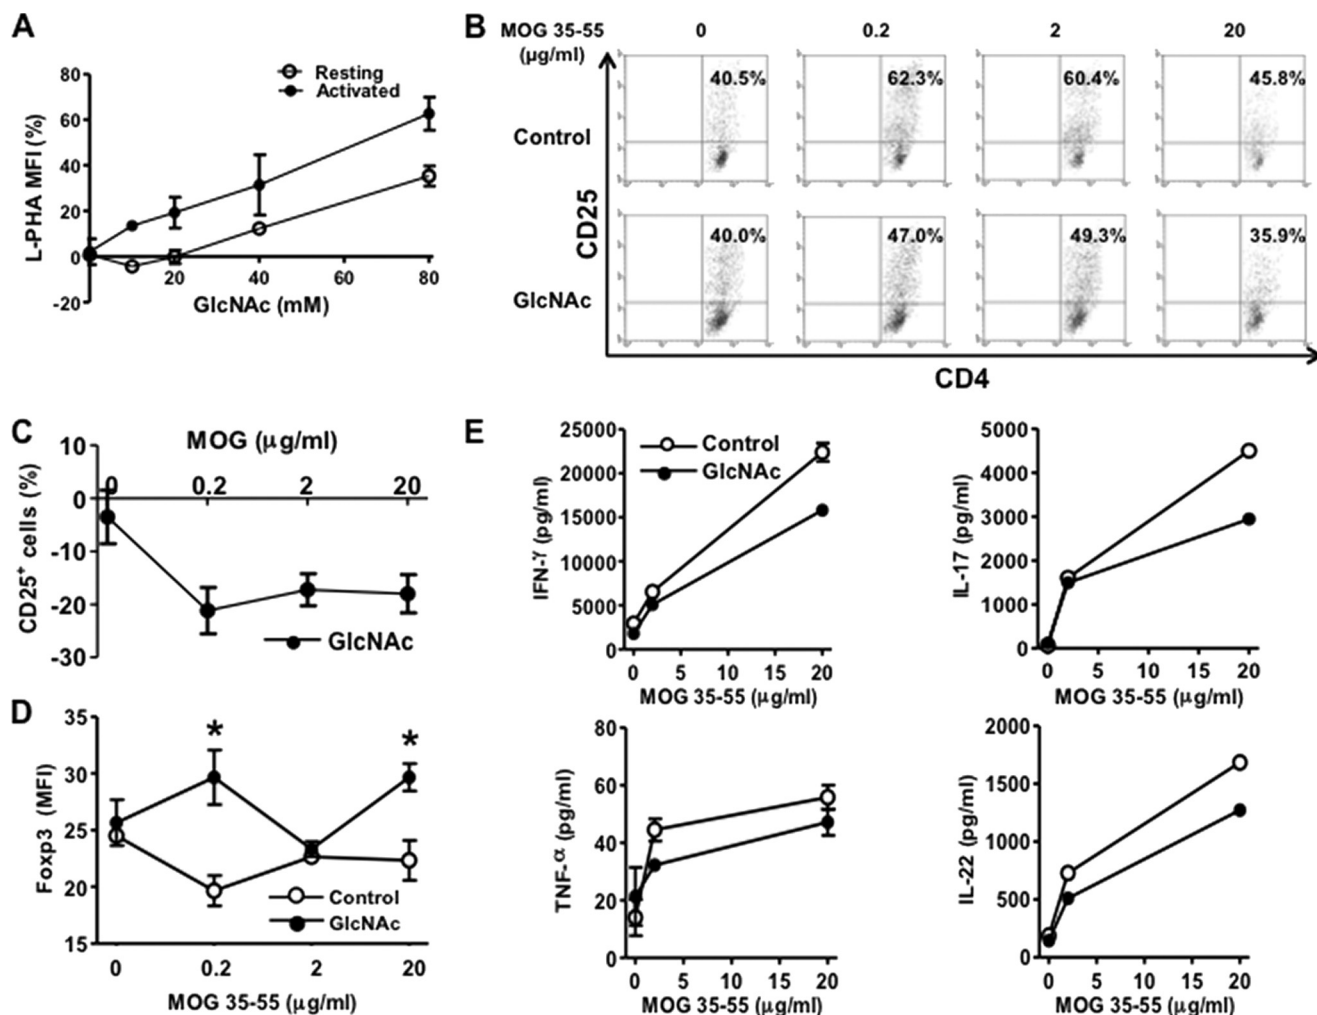 A
L-PHA MFI (%)
80
60
40
20
0
-20
Resting
Activated
20
40
60
80
GlcNAc (mM)
B
MOG 35-55 0 0.2 2 20
(μg/ml)
Control
40.5% 62.3% 60.4% 45.8%
CD25
GlcNAc
40.0% 47.0% 49.3% 35.9%
CD4
C
MOG (μg/ml)
CD25+ cells (%)
10
0
-10
-20
-30
0 0.2 2 20
GlcNAc
D
Foxp3 (MFI)
35
30
25
20
15
* *
Control
GlcNAc
0 0.2 2 20
MOG 35-55 (μg/ml)
E
IFN-γ (pg/ml)
25000
20000
15000
10000
5000
0
Control
GlcNAc
0 5 10 15 20
MOG 35-55 (μg/ml)
IL-17 (pg/ml)
5000
4000
3000
2000
1000
0
0 5 10 15 20
MOG 35-55 (μg/ml)
TNF-α (pg/ml)
80
60
40
20
0
0 5 10 15 20
MOG 35-55 (μg/ml)
IL-22 (pg/ml)
2000
1500
1000
500
0
0 5 10 15 20
MOG 35-55 (μg/ml)